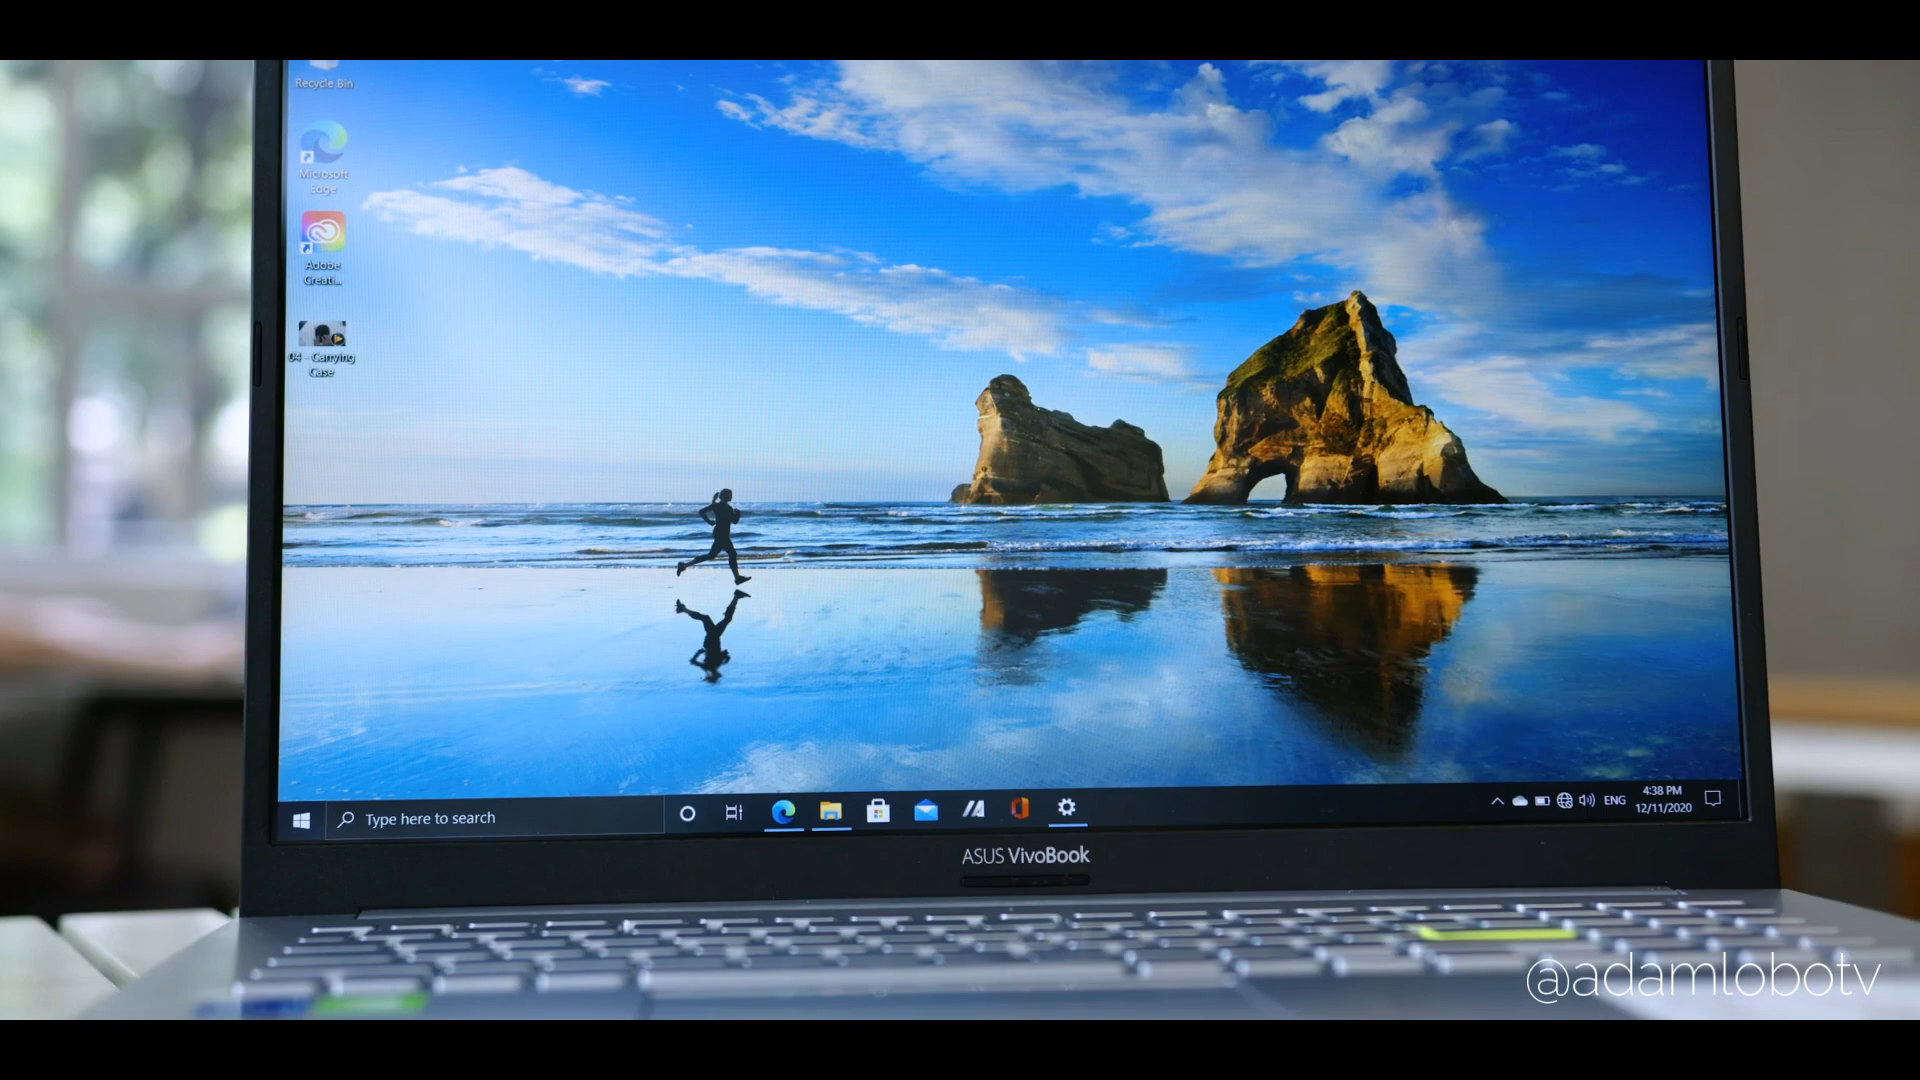 Recycle Bin
Microsoft
Edge
Adobe
Creati...
04 - Carrying
Case
Type here to search
ENG
4:38 PM
12/11/2020
ASUS VivoBook
@adamlobotv